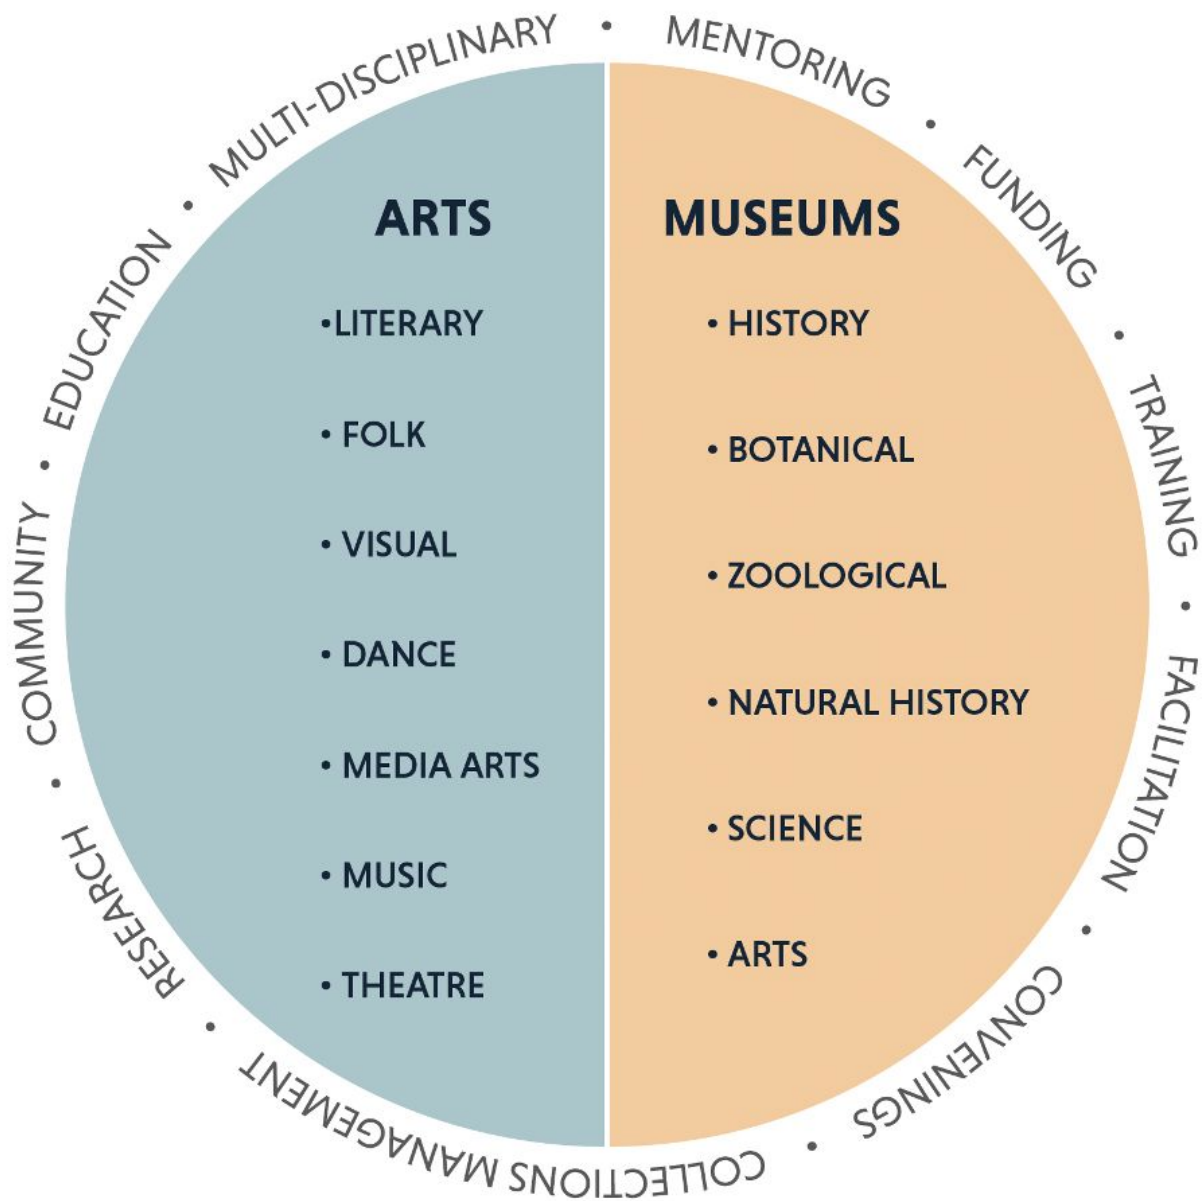 MULTI-DISCIPLINARY • MENTORING • FUNDING • TRAINING • FACILITATION • CONVENINGS • COLLECTIONS MANAGEMENT • RESEARCH • COMMUNITY • EDUCATION •
ARTS
•LITERARY
• FOLK
• VISUAL
• DANCE
• MEDIA ARTS
• MUSIC
• THEATRE
MUSEUMS
• HISTORY
• BOTANICAL
• ZOOLOGICAL
• NATURAL HISTORY
• SCIENCE
• ARTS